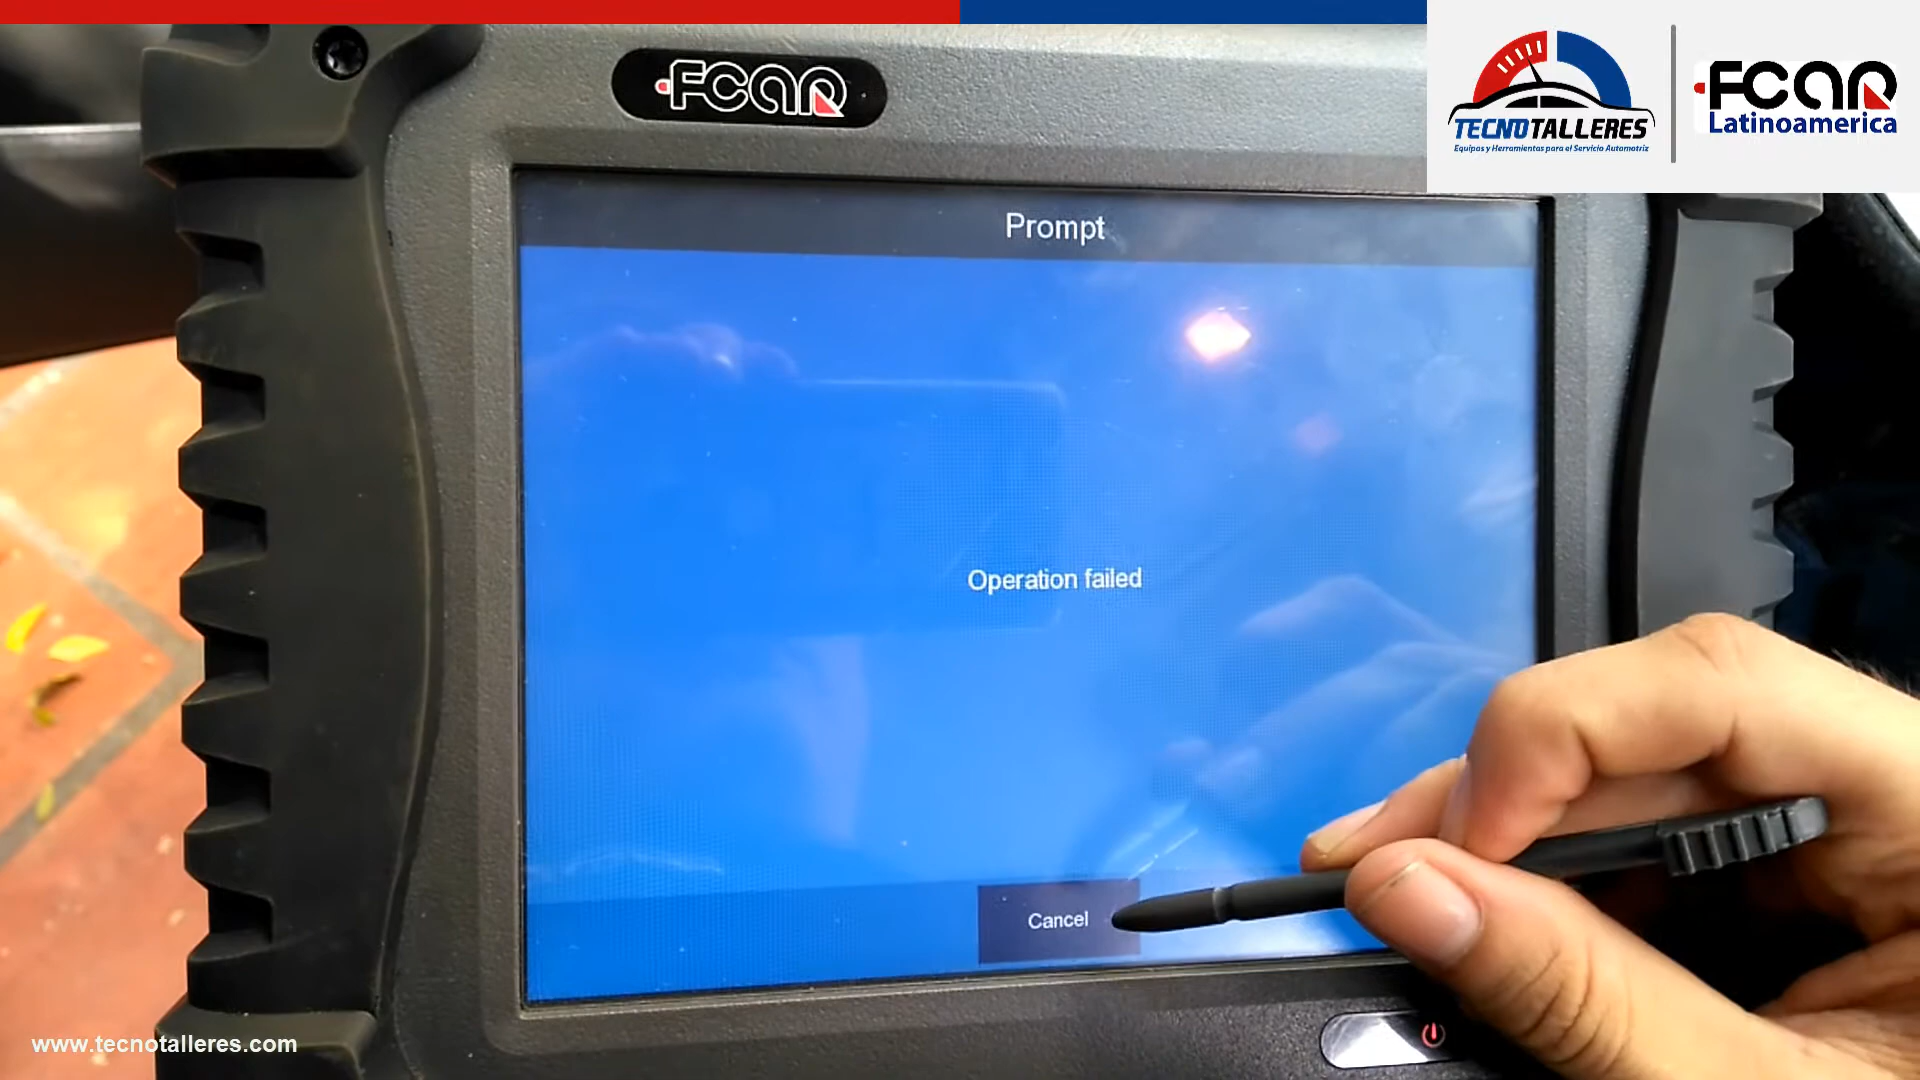 FCAR
TECNOTALLERES
Equipos y Herramientas para el Servicio Automotriz
FCAR
Latinoamerica
Prompt
Operation failed
Cancel
www.tecnotalleres.com